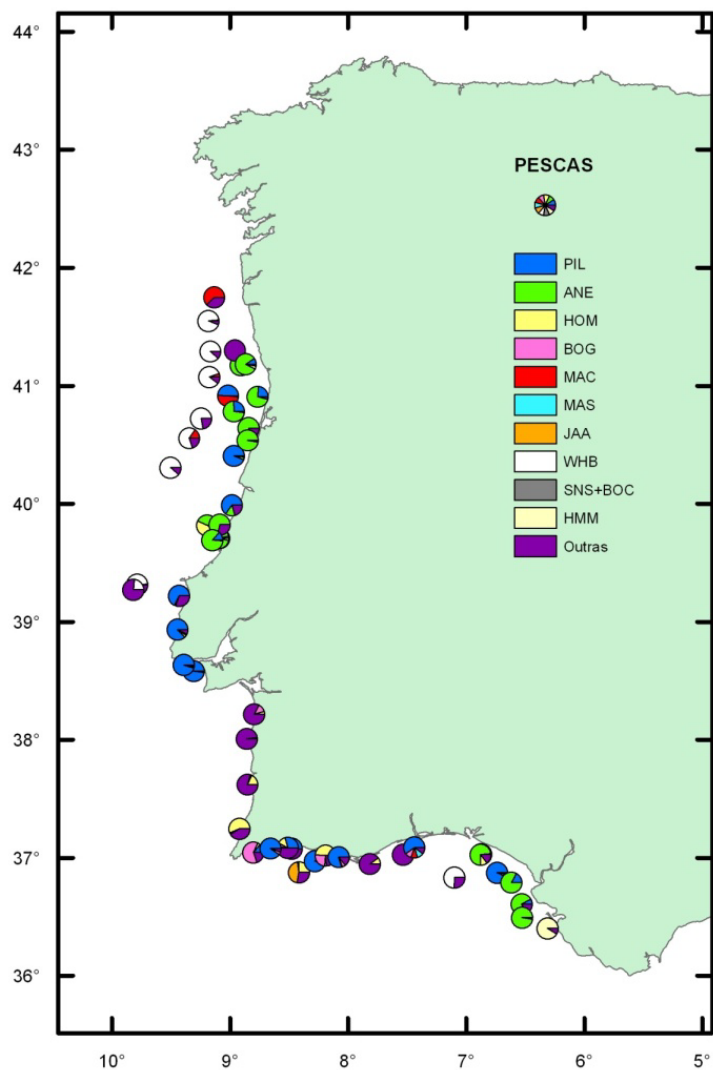 44°
43°
42°
41°
40°
39°
38°
37°
36°
PESCAS
PIL
ANE
HOM
BOG
MAC
MAS
JAA
WHB
SNS+BOC
HMM
Outras
10° 9° 8° 7° 6° 5°